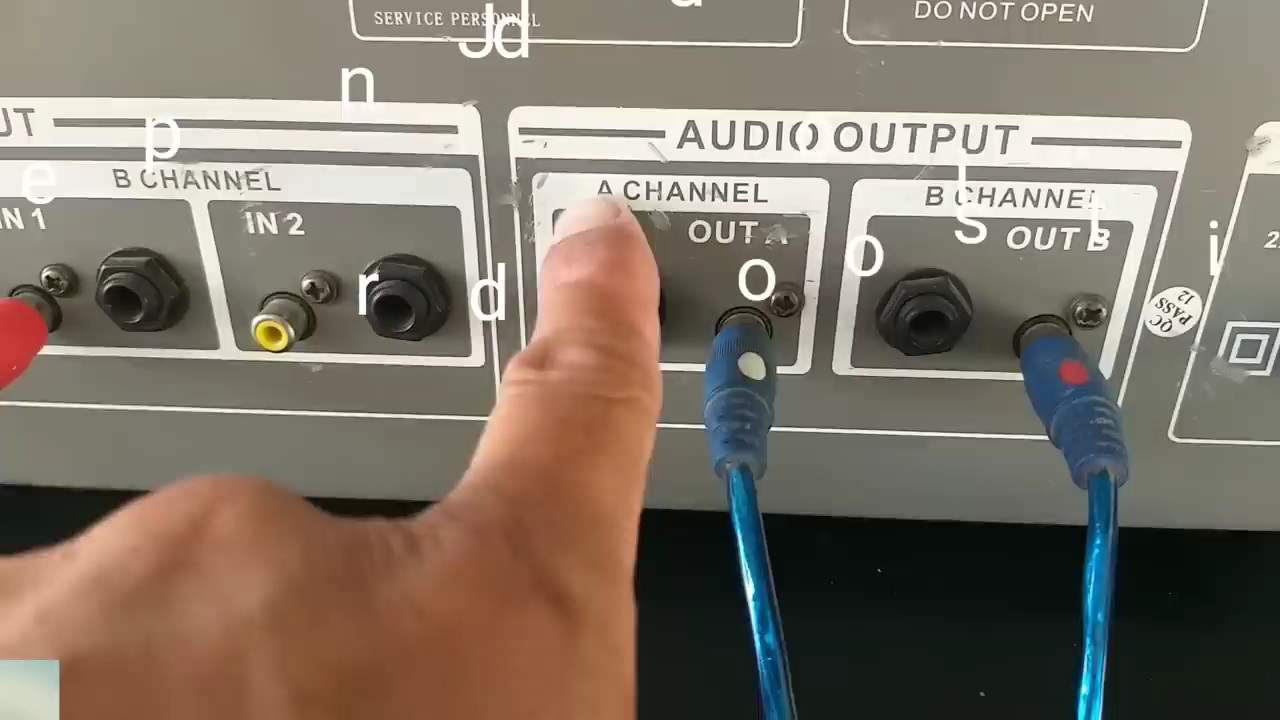 SERVICE PERSONNEL
DO NOT OPEN
UT
AUDIO OUTPUT
B CHANNEL
A CHANNEL
B CHANNEL
IN 1
IN 2
OUT A
OUT B
QC
PASS
12